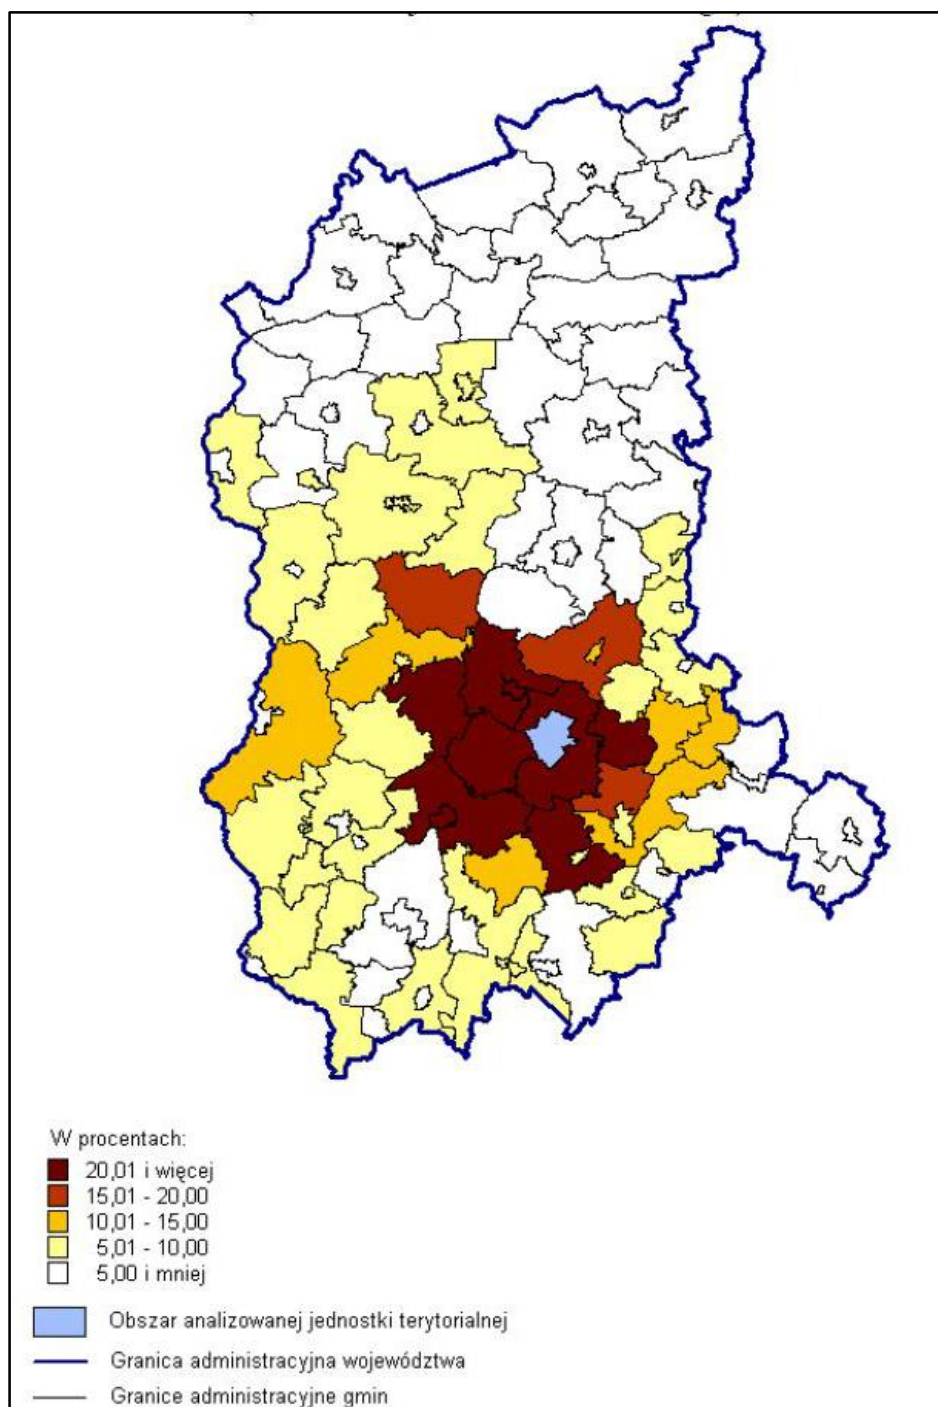 W procentach:
20,01 i więcej
15,01 - 20,00
10,01 - 15,00
5,01 - 10,00
5,00 i mniej
Obszar analizowanej jednostki terytorialnej
Granica administracyjna województwa
Granice administracyjne gmin